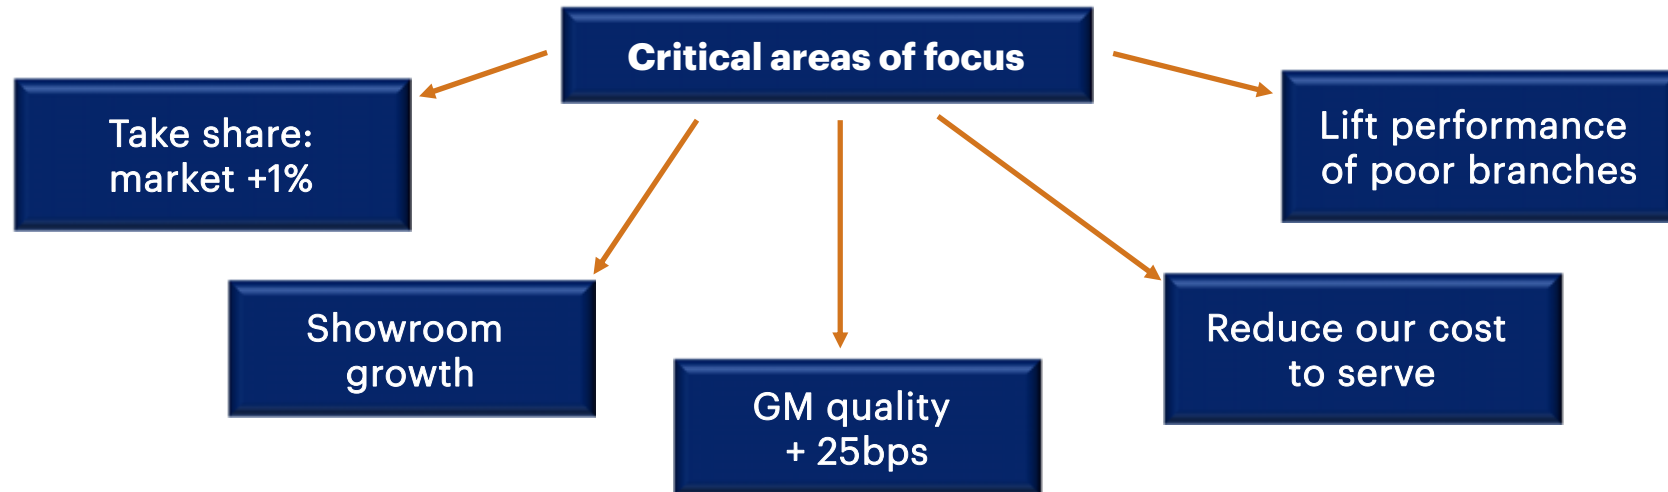 Critical areas of focus
Take share:
market +1%
Lift performance
of poor branches
Showroom
growth
GM quality
+ 25bps
Reduce our cost
to serve